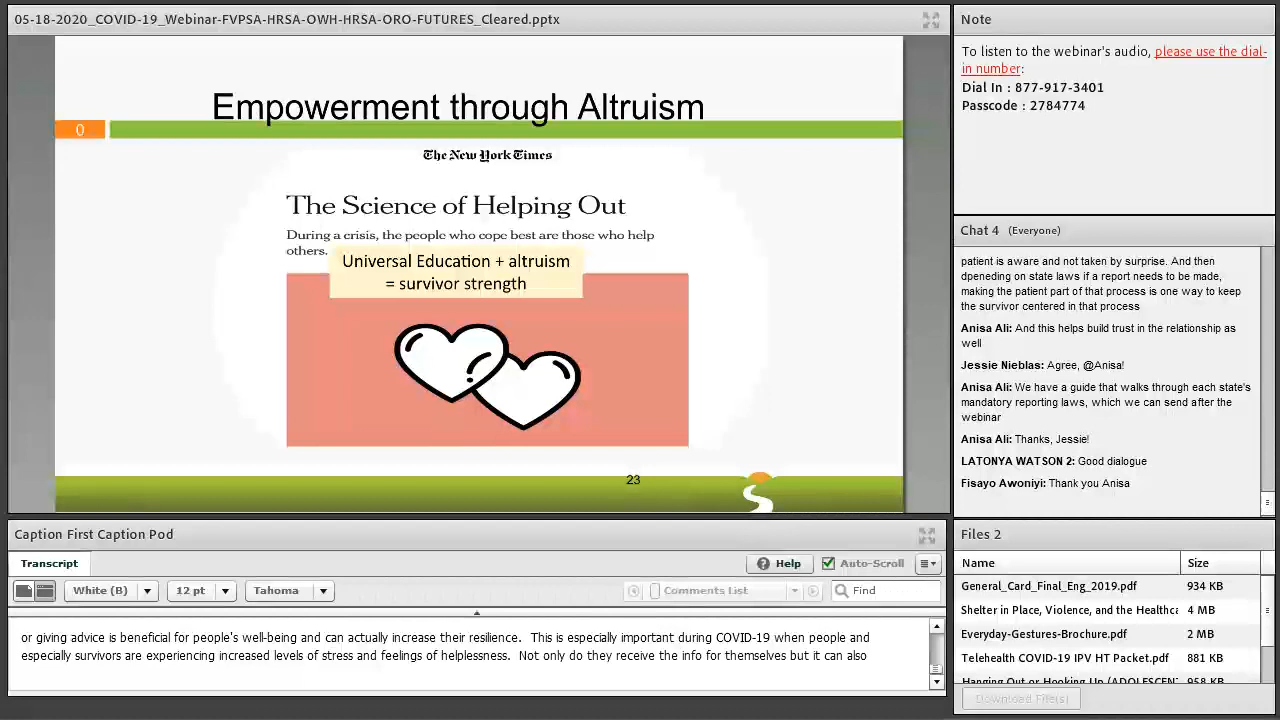 05-18-2020_COVID-19_Webinar-FVPSA-HRSA-OWH-HRSA-ORO-FUTURES_Cleared.pptx
Empowerment through Altruism
0
The New York Times
The Science of Helping Out
During a crisis, the people who cope best are those who help
others.
Universal Education + altruism
= survivor strength
23
Note
To listen to the webinar's audio, please use the dial-
in number:
Dial In : 877-917-3401
Passcode : 2784774
Chat 4 (Everyone)
patient is aware and not taken by surprise. And then
dpeneding on state laws if a report needs to be made,
making the patient part of that process is one way to keep
the survivor centered in that process
Anisa Ali: And this helps build trust in the relationship as
well
Jessie Nieblas: Agree, @Anisa!
Anisa Ali: We have a guide that walks through each state's
mandatory reporting laws, which we can send after the
webinar
Anisa Ali: Thanks, Jessie!
LATONYA WATSON 2: Good dialogue
Fisayo Awoniyi: Thank you Anisa
Caption First Caption Pod
Transcript
Help
Auto-Scroll
White (B)
12 pt
Tahoma
Comments List
Find
or giving advice is beneficial for people's well-being and can actually increase their resilience. This is especially important during COVID-19 when people and
especially survivors are experiencing increased levels of stress and feelings of helplessness. Not only do they receive the info for themselves but it can also
Files 2
Name Size
General_Card_Final_Eng_2019.pdf 934 KB
Shelter in Place, Violence, and the Healthca 4 MB
Everyday-Gestures-Brochure.pdf 2 MB
Telehealth COVID-19 IPV HT Packet.pdf 881 KB
Hanging Out or Hooking Up (ADOLESCEN 958 KB
Download File(s)